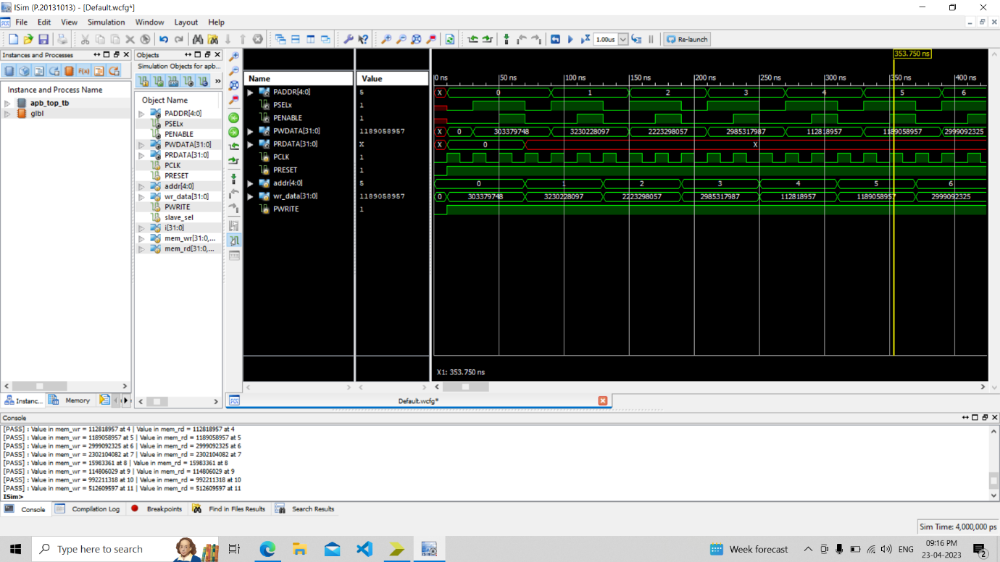 ISim (P.20131013) - [Default.wcfg*]
File Edit View Simulation Window Layout Help
1.00us Re-launch
Instances and Processes
Objects
Simulation Objects for apb...
Instance and Process Name
apb_top_tb
glbl
Object Name
PADDR[4:0]
PSELx
PENABLE
PWDATA[31:0]
PRDATA[31:0]
PCLK
PRESET
addr[4:0]
wr_data[31:0]
PWRITE
slave_sel
i[31:0]
mem_wr[31:0,...
mem_rd[31:0,...
Name Value
353.750 ns
0 ns 50 ns 100 ns 150 ns 200 ns 250 ns 300 ns 350 ns 400 ns
PADDR[4:0] 5 X 0 1 2 3 4 5 6
PSELx 1
PENABLE 1
PWDATA[31:0] 1189058957 X 0 303379748 3230228097 2223298057 2985317987 112818957 1189058957 2999092325
PRDATA[31:0] X X 0 X
PCLK 1
PRESET 1
addr[4:0] 5 0 1 2 3 4 5 6
wr_data[31:0] 1189058957 0 303379748 3230228097 2223298057 2985317987 112818957 1189058957 2999092325
PWRITE 1
X1: 353.750 ns
Instanc... Memory
Default.wcfg*
Console
[PASS] : Value in mem_wr = 112818957 at 4 | Value in mem_rd = 112818957 at 4
[PASS] : Value in mem_wr = 1189058957 at 5 | Value in mem_rd = 1189058957 at 5
[PASS] : Value in mem_wr = 2999092325 at 6 | Value in mem_rd = 2999092325 at 6
[PASS] : Value in mem_wr = 2302104082 at 7 | Value in mem_rd = 2302104082 at 7
[PASS] : Value in mem_wr = 15983361 at 8 | Value in mem_rd = 15983361 at 8
[PASS] : Value in mem_wr = 114806029 at 9 | Value in mem_rd = 114806029 at 9
[PASS] : Value in mem_wr = 992211318 at 10 | Value in mem_rd = 992211318 at 10
[PASS] : Value in mem_wr = 512609597 at 11 | Value in mem_rd = 512609597 at 11
ISim>
Console Compilation Log Breakpoints Find in Files Results Search Results
Sim Time: 4,000,000 ps
Type here to search
Week forecast
ENG
09:16 PM
23-04-2023
2